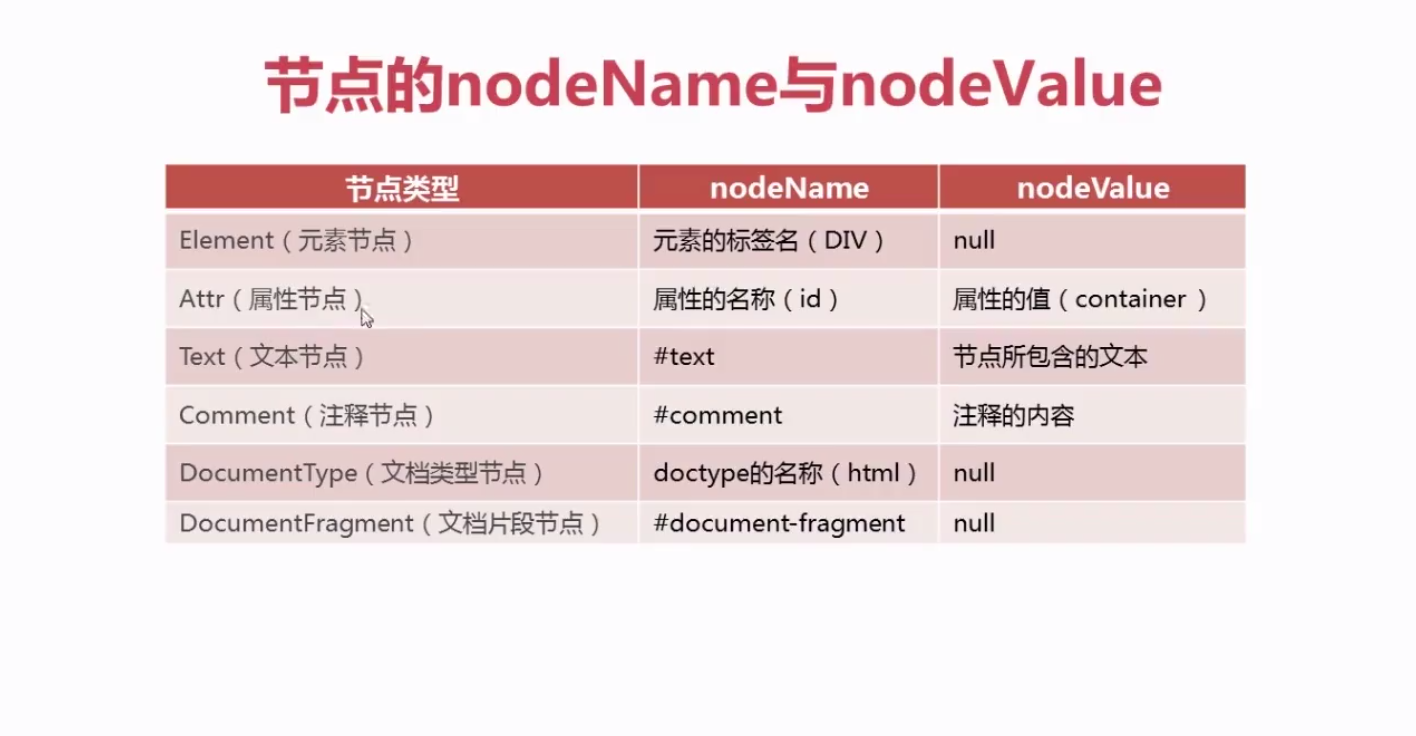 节点的nodeName与nodeValue
节点类型 nodeName nodeValue
Element（元素节点） 元素的标签名（DIV） null
Attr（属性节点） 属性的名称（id） 属性的值（container ）
Text（文本节点） #text 节点所包含的文本
Comment（注释节点） #comment 注释的内容
DocumentType（文档类型节点） doctype的名称（html） null
DocumentFragment（文档片段节点） #document-fragment null